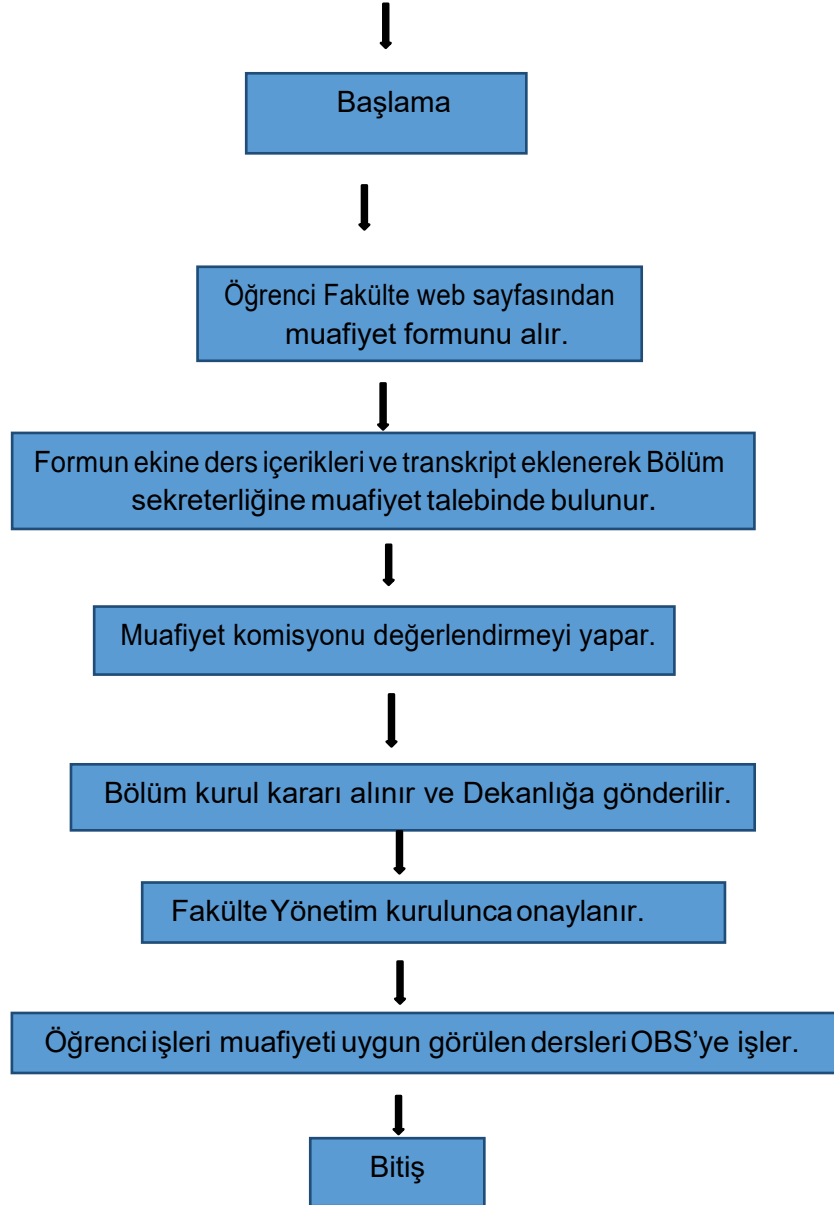 Başlama
Öğrenci Fakülte web sayfasından
muafiyet formunu alır.
Formun ekine ders içerikleri ve transkript eklenerek Bölüm
sekreterliğine muafiyet talebinde bulunur.
Muafiyet komisyonu değerlendirmeyi yapar.
Bölüm kurul kararı alınır ve Dekanlığa gönderilir.
Fakülte Yönetim kurulunca onaylanır.
Öğrenci işleri muafiyeti uygun görülen dersleri OBS’ye işler.
Bitiş